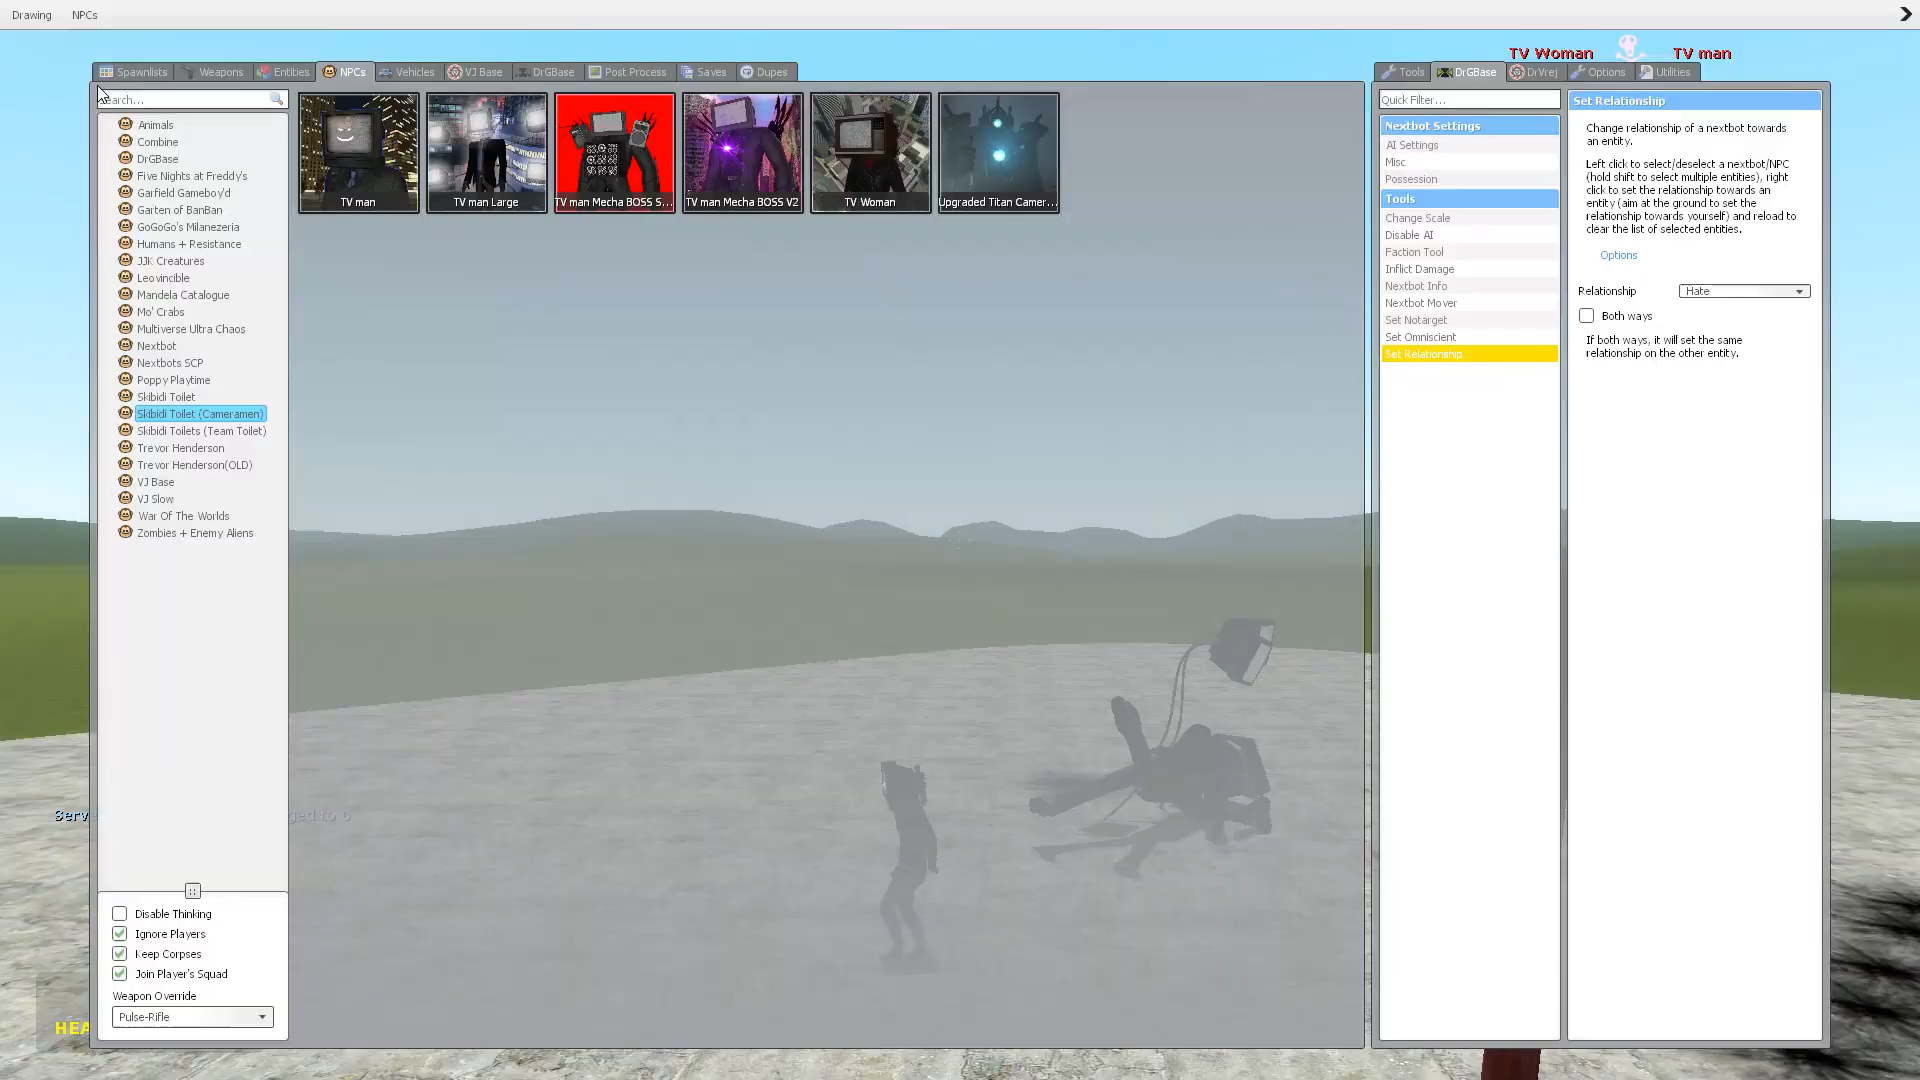 Drawing NPCs
TV Woman TV man
Spawnlists Weapons Entities NPCs Vehicles VJ Base DrGBase Post Process Saves Dupes
Tools DrGBase DrVrej Options Utilities
Animals
Combine
DrGBase
Five Nights at Freddy's
Garfield Gameboy'd
Garten of BanBan
GoGoGo's Milanezeria
Humans + Resistance
JJK Creatures
Leovincible
Mandela Catalogue
Mo' Crabs
Multiverse Ultra Chaos
Nextbot
Nextbots SCP
Poppy Playtime
Skibidi Toilet
Skibidi Toilet (Cameramen)
Skibidi Toilets (Team Toilet)
Trevor Henderson
Trevor Henderson(OLD)
VJ Base
VJ Slow
War Of The Worlds
Zombies + Enemy Aliens
Disable Thinking
Ignore Players
Keep Corpses
Join Player's Squad
Weapon Override
Pulse-Rifle
TV man
TV man Large
TV man Mecha BOSS S...
TV man Mecha BOSS V2
TV Woman
Upgraded Titan Camer...
Quick Filter...
Nextbot Settings
AI Settings
Misc
Possession
Tools
Change Scale
Disable AI
Faction Tool
Inflict Damage
Nextbot Info
Nextbot Mover
Set Notarget
Set Omniscient
Set Relationship
Set Relationship
Change relationship of a nextbot towards
an entity.
Left click to select/deselect a nextbot/NPC
(hold shift to select multiple entities), right
click to set the relationship towards an
entity (aim at the ground to set the
relationship towards yourself) and reload to
clear the list of selected entities.
Options
Relationship Hate
Both ways
If both ways, it will set the same
relationship on the other entity.